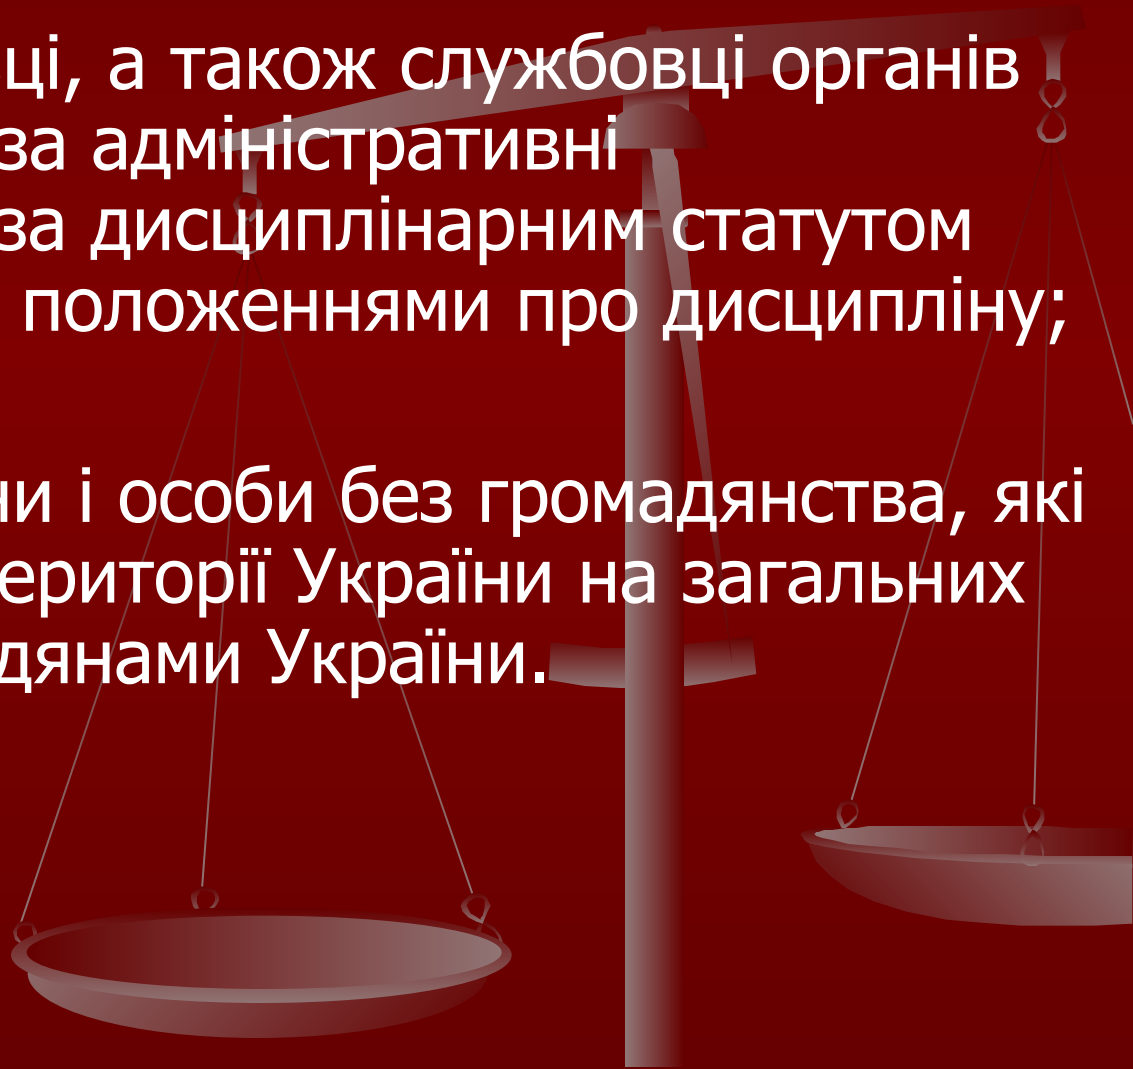 ці, а також службовці органів
за адміністративні
за дисциплінарним статутом
положеннями про дисципліну;
ни і особи без громадянства, які
ериторії України на загальних
дянами України.